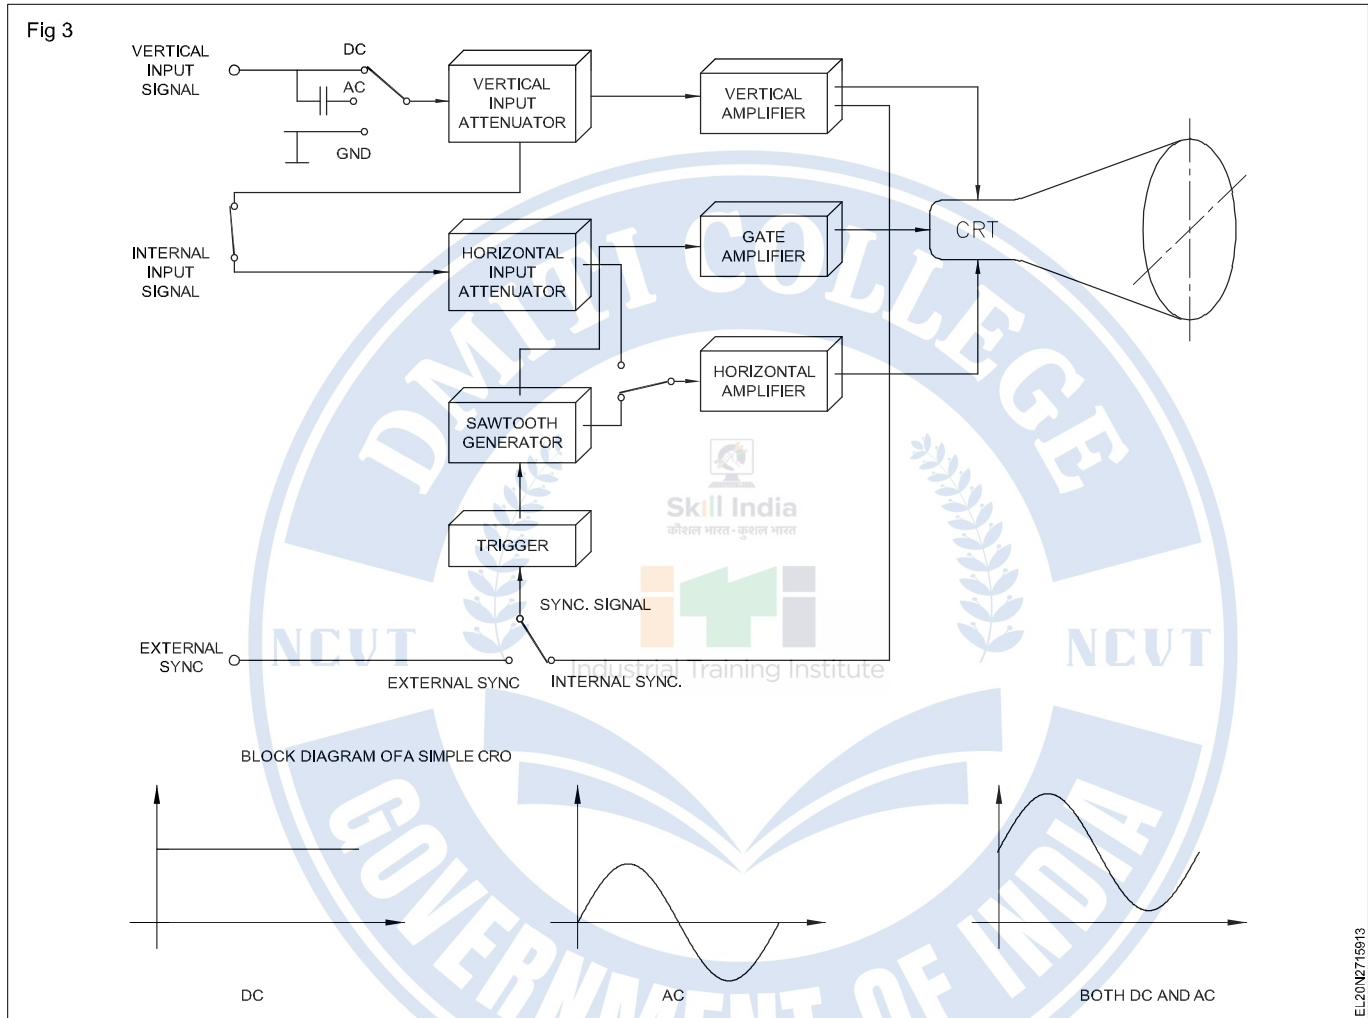 Fig 3
VERTICAL
INPUT
SIGNAL
DC
AC
GND
VERTICAL
INPUT
ATTENUATOR
VERTICAL
AMPLIFIER
INTERNAL
INPUT
SIGNAL
HORIZONTAL
INPUT
ATTENUATOR
GATE
AMPLIFIER
CRT
HORIZONTAL
AMPLIFIER
SAWTOOTH
GENERATOR
TRIGGER
SYNC. SIGNAL
EXTERNAL
SYNC
EXTERNAL SYNC
INTERNAL SYNC.
BLOCK DIAGRAM OFA SIMPLE CRO
DC
AC
BOTH DC AND AC
EL20N2715913
DMITI COLLEGE
NCVT
NCVT
GOVERNMENT OF INDIA
Skill India
कौशल भारत - कुशल भारत
iTi
Industrial Training Institute